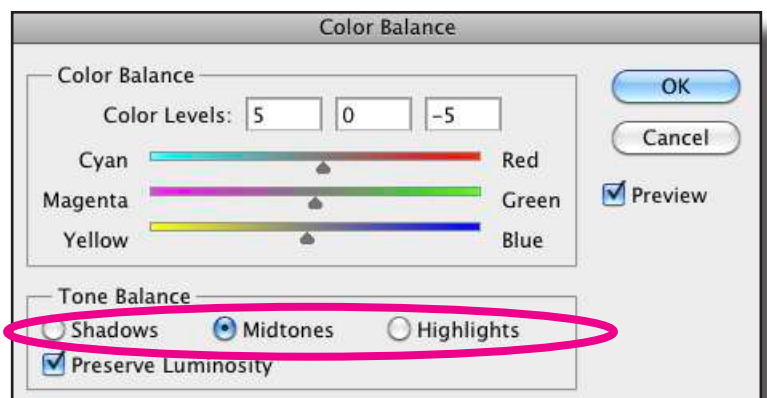 Color Balance
Color Balance
OK
Color Levels: 5 0 -5
Cancel
Cyan Red
Magenta Green
Preview
Yellow Blue
Tone Balance
Shadows Midtones Highlights
Preserve Luminosity